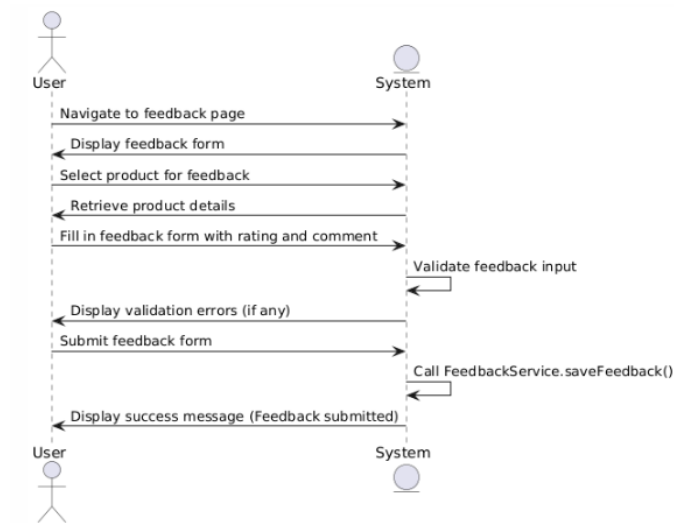 User
System
Navigate to feedback page
Display feedback form
Select product for feedback
Retrieve product details
Fill in feedback form with rating and comment
Validate feedback input
Display validation errors (if any)
Submit feedback form
Call FeedbackService.saveFeedback()
Display success message (Feedback submitted)
User
System